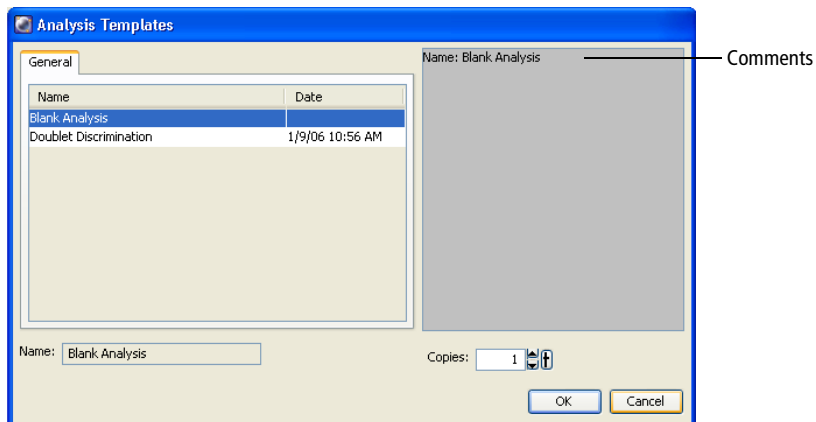 Analysis Templates
General
Name: Blank Analysis
Comments
Name Date
Blank Analysis
Doublet Discrimination 1/9/06 10:56 AM
Name: Blank Analysis
Copies: 1
OK Cancel